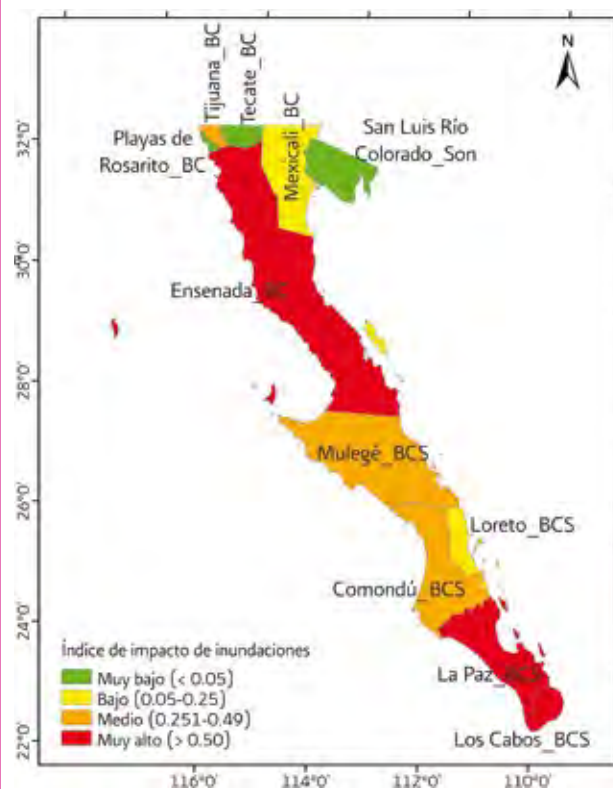 N
Tijuana_BC
Tecate_BC
Mexicali_BC
Playas de
Rosarito_BC
San Luis Río
Colorado_Son
Ensenada_BC
Mulegé_BCS
Loreto_BCS
Comondú_BCS
La Paz_BCS
Los Cabos_BCS
32°0'
30°0'
28°0'
26°0'
24°0'
22°0'
Índice de impacto de inundaciones
Muy bajo (< 0.05)
Bajo (0.05-0.25)
Medio (0.251-0.49)
Muy alto (> 0.50)
116°0' 114°0' 112°0' 110°0'